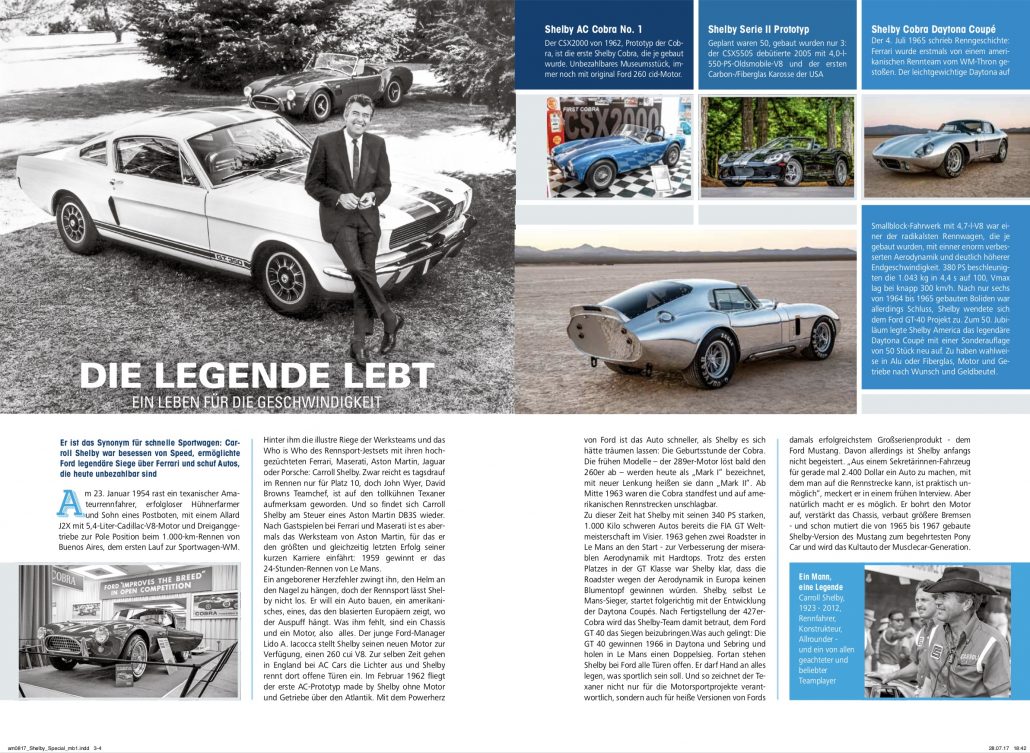 GT 350
DIE LEGENDE LEBT
EIN LEBEN FÜR DIE GESCHWINDIGKEIT
Er ist das Synonym für schnelle Sportwagen: Car-
roll Shelby war besessen von Speed, ermöglichte
Ford legendäre Siege über Ferrari und schuf Autos,
die heute unbezahlbar sind
Am 23. Januar 1954 rast ein texanischer Ama-
teurrennfahrer, erfolgloser Hühnerfarmer
und Sohn eines Postboten, mit einem Allard
J2X mit 5,4-Liter-Cadillac-V8-Motor und Dreigangge-
triebe zur Pole Position beim 1.000-km-Rennen von
Buenos Aires, dem ersten Lauf zur Sportwagen-WM.
COBRA
FORD "IMPROVES THE BREED"
IN OPEN COMPETITION
COBRA
Hinter ihm die illustre Riege der Werksteams und das
Who is Who des Rennsport-Jetsets mit ihren hoch-
gezüchteten Ferrari, Maserati, Aston Martin, Jaguar
oder Porsche: Carroll Shelby. Zwar reicht es tagsdrauf
im Rennen nur für Platz 10, doch John Wyer, David
Browns Teamchef, ist auf den tollkühnen Texaner
aufmerksam geworden. Und so findet sich Carroll
Shelby am Steuer eines Aston Martin DB3S wieder.
Nach Gastspielen bei Ferrari und Maserati ist es aber-
mals das Werksteam von Aston Martin, für das er
den größten und gleichzeitig letzten Erfolg seiner
kurzen Karriere einfährt: 1959 gewinnt er das
24-Stunden-Rennen von Le Mans.
Ein angeborener Herzfehler zwingt ihn, den Helm an
den Nagel zu hängen, doch der Rennsport lässt Shel-
by nicht los. Er will ein Auto bauen, ein amerikani-
sches, eines, das den blasierten Europäern zeigt, wo
der Auspuff hängt. Was ihm fehlt, sind ein Chassis
und ein Motor, also alles. Der junge Ford-Manager
Lido A. Iacocca stellt Shelby seinen neuen Motor zur
Verfügung, einen 260 cui V8. Zur selben Zeit gehen
in England bei AC Cars die Lichter aus und Shelby
rennt dort offene Türen ein. Im Februar 1962 fliegt
der erste AC-Prototyp made by Shelby ohne Motor
und Getriebe über den Atlantik. Mit dem Powerherz
Shelby AC Cobra No. 1
Der CSX2000 von 1962, Prototyp der Cob-
ra, ist die erste Shelby Cobra, die je gebaut
wurde. Unbezahlbares Museumsstück, im-
mer noch mit original Ford 260 cid-Motor.
Shelby Serie II Prototyp
Geplant waren 50, gebaut wurden nur 3:
der CSX5505 debütierte 2005 mit 4,0-l-
550-PS-Oldsmobile-V8 und der ersten
Carbon-/Fiberglas Karosse der USA
Shelby Cobra Daytona Coupé
Der 4. Juli 1965 schrieb Renngeschichte:
Ferrari wurde erstmals von einem ameri-
kanischen Rennteam vom WM-Thron ge-
stoßen. Der leichtgewichtige Daytona auf
FIRST COBRA
CSX2000
Smallblock-Fahrwerk mit 4,7-l-V8 war ei-
ner der radikalsten Rennwagen, die je
gebaut wurden, mit einner enorm verbes-
serten Aerodynamik und deutlich höherer
Endgeschwindigkeit. 380 PS beschleunig-
ten die 1.043 kg in 4,4 s auf 100, Vmax
lag bei knapp 300 km/h. Nach nur sechs
von 1964 bis 1965 gebauten Boliden war
allerdings Schluss, Shelby wendete sich
dem Ford GT-40 Projekt zu. Zum 50. Jubi-
läum legte Shelby America das legendäre
Daytona Coupé mit einer Sonderauflage
von 50 Stück neu auf. Zu haben wahlwei-
se in Alu oder Fiberglas, Motor und Ge-
triebe nach Wunsch und Geldbeutel.
von Ford ist das Auto schneller, als Shelby es sich
hätte träumen lassen: Die Geburtsstunde der Cobra.
Die frühen Modelle – der 289er-Motor löst bald den
260er ab – werden heute als „Mark I" bezeichnet,
mit neuer Lenkung heißen sie dann „Mark II". Ab
Mitte 1963 waren die Cobra standfest und auf ame-
rikanischen Rennstrecken unschlagbar.
Zu dieser Zeit hat Shelby mit seinen 340 PS starken,
1.000 Kilo schweren Autos bereits die FIA GT Welt-
meisterschaft im Visier. 1963 gehen zwei Roadster in
Le Mans an den Start - zur Verbesserung der misera-
blen Aerodynamik mit Hardtops. Trotz des ersten
Platzes in der GT Klasse war Shelby klar, dass die
Roadster wegen der Aerodynamik in Europa keinen
Blumentopf gewinnen würden. Shelby, selbst Le
Mans-Sieger, startet folgerichtig mit der Entwicklung
der Daytona Coupés. Nach Fertigstellung der 427er-
Cobra wird das Shelby-Team damit betraut, dem Ford
GT 40 das Siegen beizubringen.Was auch gelingt: Die
GT 40 gewinnen 1966 in Daytona und Sebring und
holen in Le Mans einen Doppelsieg. Fortan stehen
Shelby bei Ford alle Türen offen. Er darf Hand an alles
legen, was sportlich sein soll. Und so zeichnet der Te-
xaner nicht nur für die Motorsportprojekte verant-
wortlich, sondern auch für heiße Versionen von Fords
damals erfolgreichstem Großserienprodukt - dem
Ford Mustang. Davon allerdings ist Shelby anfangs
nicht begeistert. „Aus einem Sekretärinnen-Fahrzeug
für gerade mal 2.400 Dollar ein Auto zu machen, mit
dem man auf die Rennstrecke kann, ist praktisch un-
möglich", meckert er in einem frühen Interview. Aber
natürlich macht er es möglich. Er bohrt den Motor
auf, verstärkt das Chassis, verbaut größere Bremsen
- und schon mutiert die von 1965 bis 1967 gebaute
Shelby-Version des Mustang zum begehrtesten Pony
Car und wird das Kultauto der Musclecar-Generation.
Ein Mann,
eine Legende
Carroll Shelby,
1923 - 2012,
Rennfahrer,
Konstrukteur,
Allrounder -
und ein von allen
geachteter und
beliebter
Teamplayer
CARROLL
am0817_Shelby_Special_mb1.indd 3-4
28.07.17 18:42